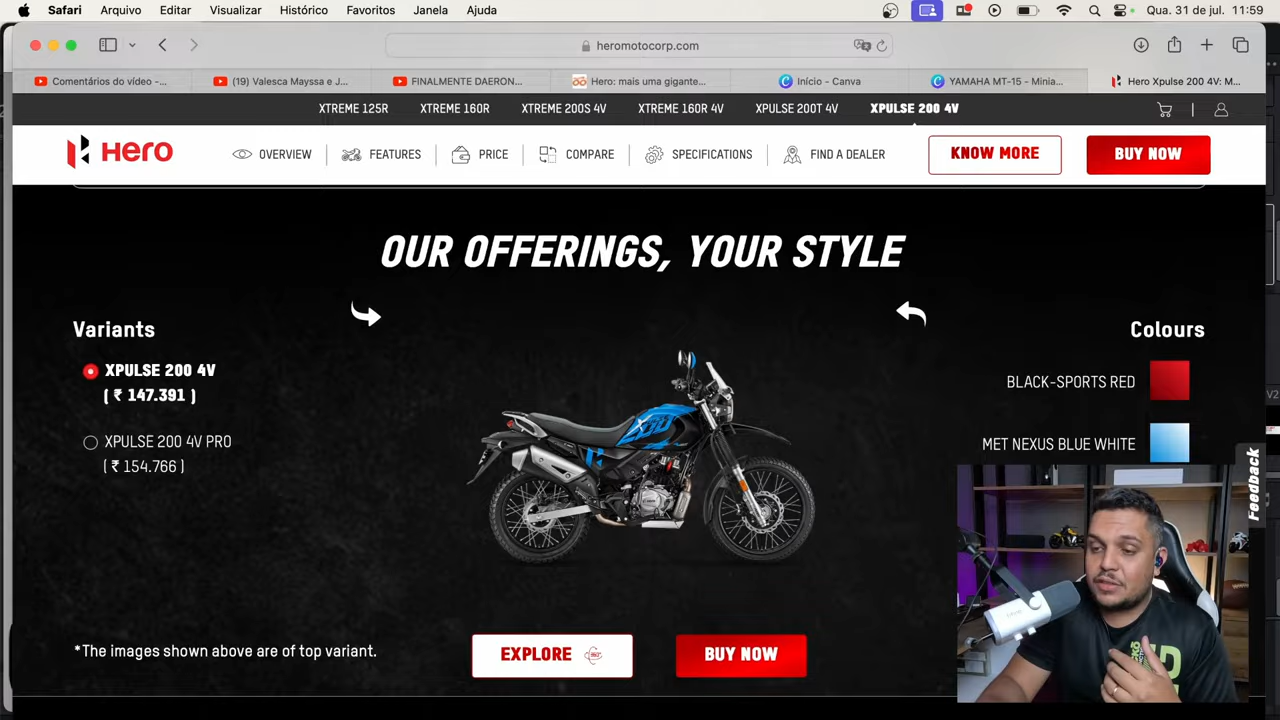 Safari Arquivo Editar Visualizar Histórico Favoritos Janela Ajuda Qua. 31 de jul. 11:59
heromotocorp.com
Comentários do vídeo -... (19) Valesca Mayssa e J... FINALMENTE DAERON... Hero: mais uma gigante... Início - Canva YAMAHA MT-15 - Minia... Hero Xpulse 200 4V: M...
XTREME 125R XTREME 160R XTREME 200S 4V XTREME 160R 4V XPULSE 200T 4V XPULSE 200 4V
Hero OVERVIEW FEATURES PRICE COMPARE SPECIFICATIONS FIND A DEALER KNOW MORE BUY NOW
OUR OFFERINGS, YOUR STYLE
Variants
Colours
XPULSE 200 4V
( ₹ 147.391 )
BLACK-SPORTS RED
XPULSE 200 4V PRO
( ₹ 154.766 )
MET NEXUS BLUE WHITE
Feedback
*The images shown above are of top variant.
EXPLORE BUY NOW